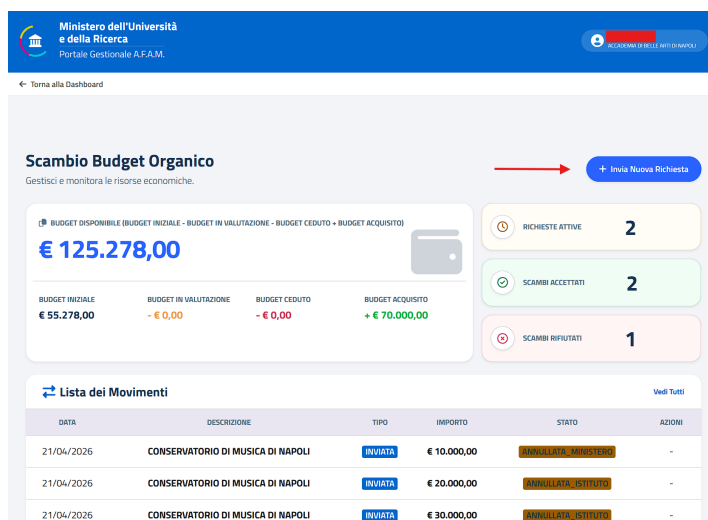 Ministero dell'Università
e della Ricerca
Portale Gestionale A.F.A.M.
ACCADEMIA DI BELLE ARTI DI NAPOLI
← Torna alla Dashboard
Scambio Budget Organico
Gestisci e monitora le risorse economiche.
+ Invia Nuova Richiesta
BUDGET DISPONIBILE (BUDGET INIZIALE - BUDGET IN VALUTAZIONE - BUDGET CEDUTO + BUDGET ACQUISITO)
€ 125.278,00
BUDGET INIZIALE BUDGET IN VALUTAZIONE BUDGET CEDUTO BUDGET ACQUISITO
€ 55.278,00 - € 0,00 - € 0,00 + € 70.000,00
RICHIESTE ATTIVE 2
SCAMBI ACCETTATI 2
SCAMBI RIFIUTATI 1
Lista dei Movimenti Vedi Tutti
DATA DESCRIZIONE TIPO IMPORTO STATO AZIONI
21/04/2026 CONSERVATORIO DI MUSICA DI NAPOLI INVIATA € 10.000,00 ANNULLATA_MINISTERO -
21/04/2026 CONSERVATORIO DI MUSICA DI NAPOLI INVIATA € 20.000,00 ANNULLATA_ISTITUTO -
21/04/2026 CONSERVATORIO DI MUSICA DI NAPOLI INVIATA € 30.000,00 ANNULLATA_ISTITUTO -